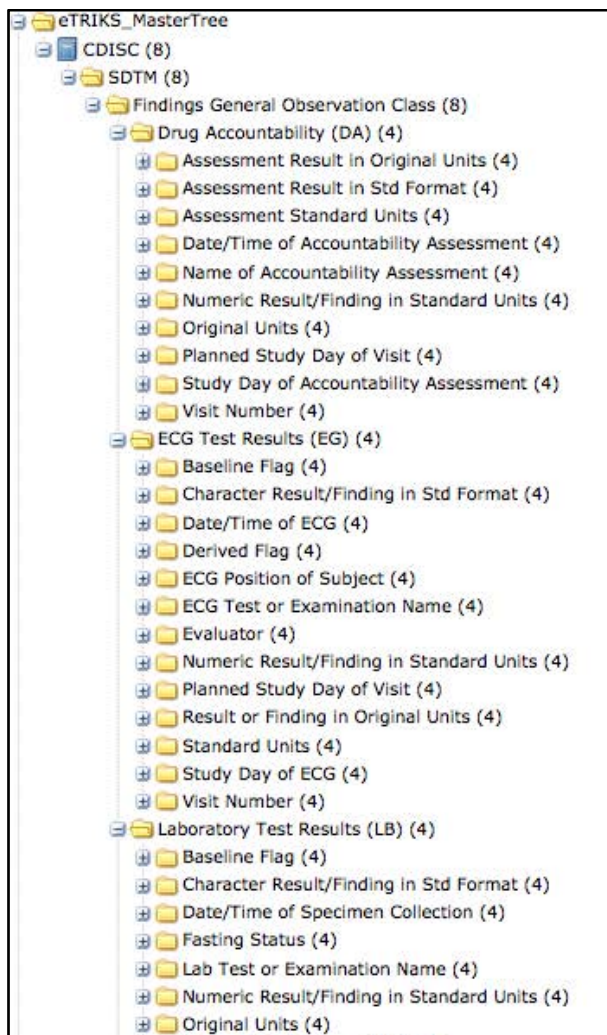 eTRIKS_MasterTree
CDISC (8)
SDTM (8)
Findings General Observation Class (8)
Drug Accountability (DA) (4)
Assessment Result in Original Units (4)
Assessment Result in Std Format (4)
Assessment Standard Units (4)
Date/Time of Accountability Assessment (4)
Name of Accountability Assessment (4)
Numeric Result/Finding in Standard Units (4)
Original Units (4)
Planned Study Day of Visit (4)
Study Day of Accountability Assessment (4)
Visit Number (4)
ECG Test Results (EG) (4)
Baseline Flag (4)
Character Result/Finding in Std Format (4)
Date/Time of ECG (4)
Derived Flag (4)
ECG Position of Subject (4)
ECG Test or Examination Name (4)
Evaluator (4)
Numeric Result/Finding in Standard Units (4)
Planned Study Day of Visit (4)
Result or Finding in Original Units (4)
Standard Units (4)
Study Day of ECG (4)
Visit Number (4)
Laboratory Test Results (LB) (4)
Baseline Flag (4)
Character Result/Finding in Std Format (4)
Date/Time of Specimen Collection (4)
Fasting Status (4)
Lab Test or Examination Name (4)
Numeric Result/Finding in Standard Units (4)
Original Units (4)